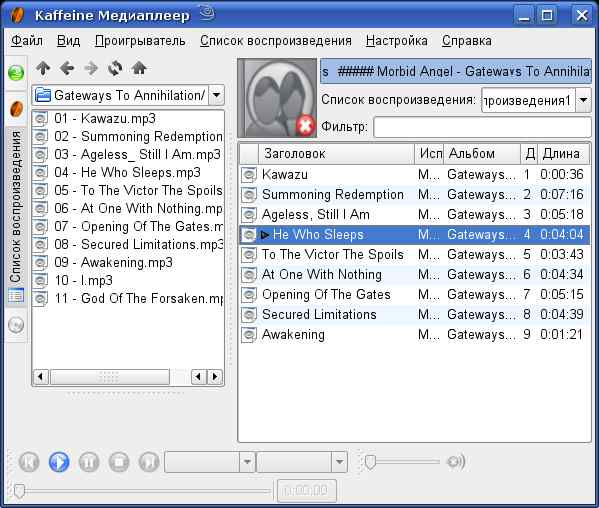 Kaffeine Медиаплеер
Файл Вид Проигрыватель Список воспроизведения Настройка Справка
s ##### Morbid Angel - Gateways To Annihila
Gateways To Annihilation/
Список воспроизведения: произведения1
Фильтр:
Список воспроизведения
01 - Kawazu.mp3
02 - Summoning Redemption
03 - Ageless_ Still I Am.mp3
04 - He Who Sleeps.mp3
05 - To The Victor The Spoils
06 - At One With Nothing.mp3
07 - Opening Of The Gates.m
08 - Secured Limitations.mp3
09 - Awakening.mp3
10 - I.mp3
11 - God Of The Forsaken.mp
Заголовок Исп Альбом Д Длина
Kawazu M... Gateways... 1 0:00:36
Summoning Redemption M... Gateways... 2 0:07:16
Ageless, Still I Am M... Gateways... 3 0:05:18
He Who Sleeps M... Gateways... 4 0:04:04
To The Victor The Spoils M... Gateways... 5 0:03:43
At One With Nothing M... Gateways... 6 0:04:34
Opening Of The Gates M... Gateways... 7 0:05:15
Secured Limitations M... Gateways... 8 0:04:39
Awakening M... Gateways... 9 0:01:21
0:00:00